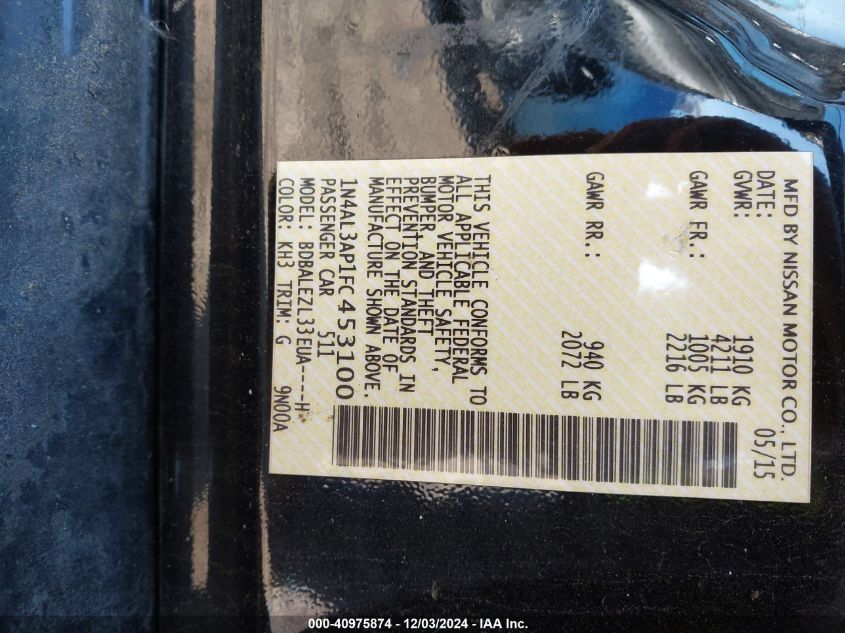 MFD BY NISSAN MOTOR CO., LTD.
DATE: 05/15
GVWR: 1910 KG
4211 LB
GAWR FR.: 1005 KG
2216 LB
GAWR RR.: 940 KG
2072 LB
THIS VEHICLE CONFORMS TO
ALL APPLICABLE FEDERAL
MOTOR VEHICLE SAFETY,
BUMPER, AND THEFT
PREVENTION STANDARDS IN
EFFECT ON THE DATE OF
MANUFACTURE SHOWN ABOVE.
1N4AL3AP1FC453100
PASSENGER CAR 511
MODEL: BDBALEZL33EUA----H
COLOR: KH3 TRIM: G 9N00A
000-40975874 - 12/03/2024 - IAA Inc.